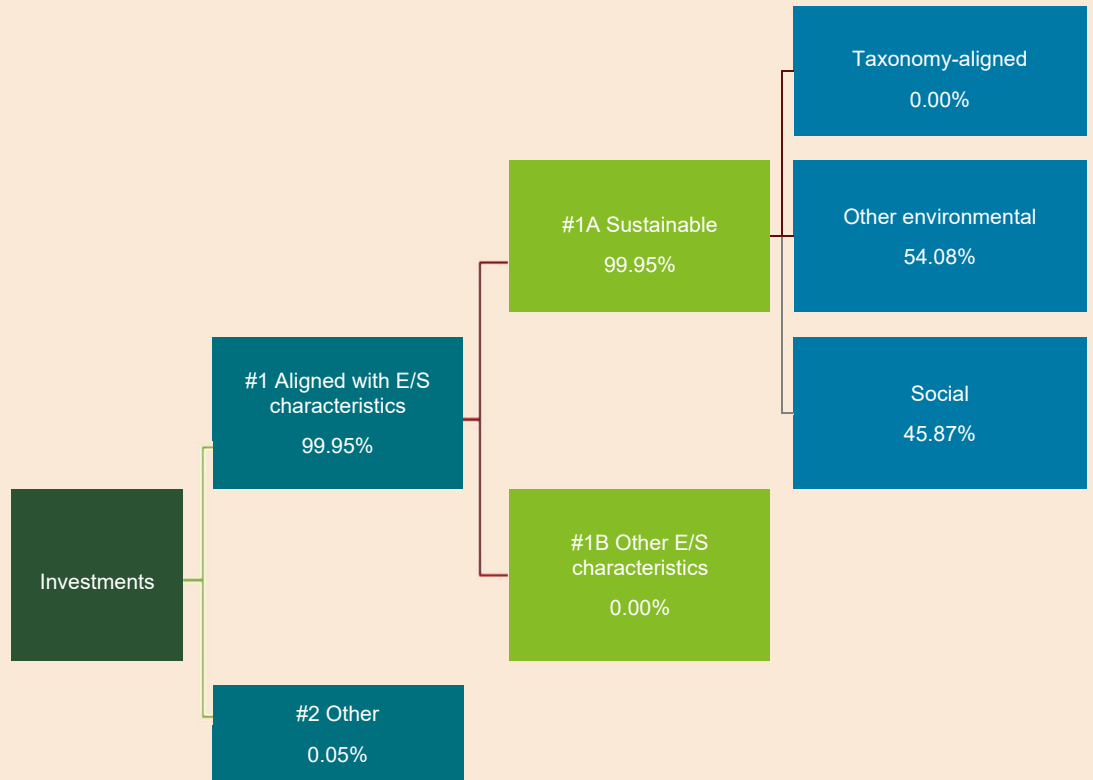 Taxonomy-aligned
0.00%
#1A Sustainable
99.95%
Other environmental
54.08%
#1 Aligned with E/S
characteristics
99.95%
Social
45.87%
Investments
#1B Other E/S
characteristics
0.00%
#2 Other
0.05%